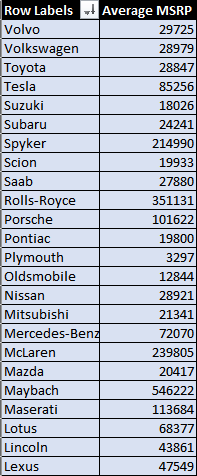 Row Labels Average MSRP
Volvo 29725
Volkswagen 28979
Toyota 28847
Tesla 85256
Suzuki 18026
Subaru 24241
Spyker 214990
Scion 19933
Saab 27880
Rolls-Royce 351131
Porsche 101622
Pontiac 19800
Plymouth 3297
Oldsmobile 12844
Nissan 28921
Mitsubishi 21341
Mercedes-Benz 72070
McLaren 239805
Mazda 20417
Maybach 546222
Maserati 113684
Lotus 68377
Lincoln 43861
Lexus 47549